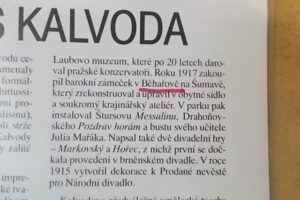 S KALVODA
Laubovo muzeum, které po 20 letech daro-
val pražské konzervatoři. Roku 1917 zakou-
pil barokní zámeček v Běhařově na Šumavě,
který zrekonstruoval a upravil v obytné sídlo
a soukromý krajinářský ateliér. V parku pak
instaloval Štursovu Messalinu, Drahoňov-
ského Pozdrav horám a bustu svého učitele
Julia Mařáka. Napsal také dvě divadelní hry
- Markovský a Hořec, z nichž první se do-
čkala provedení v brněnském divadle. V roce
1915 vytvořil dekorace k Prodané nevěstě
pro Národní divadlo.